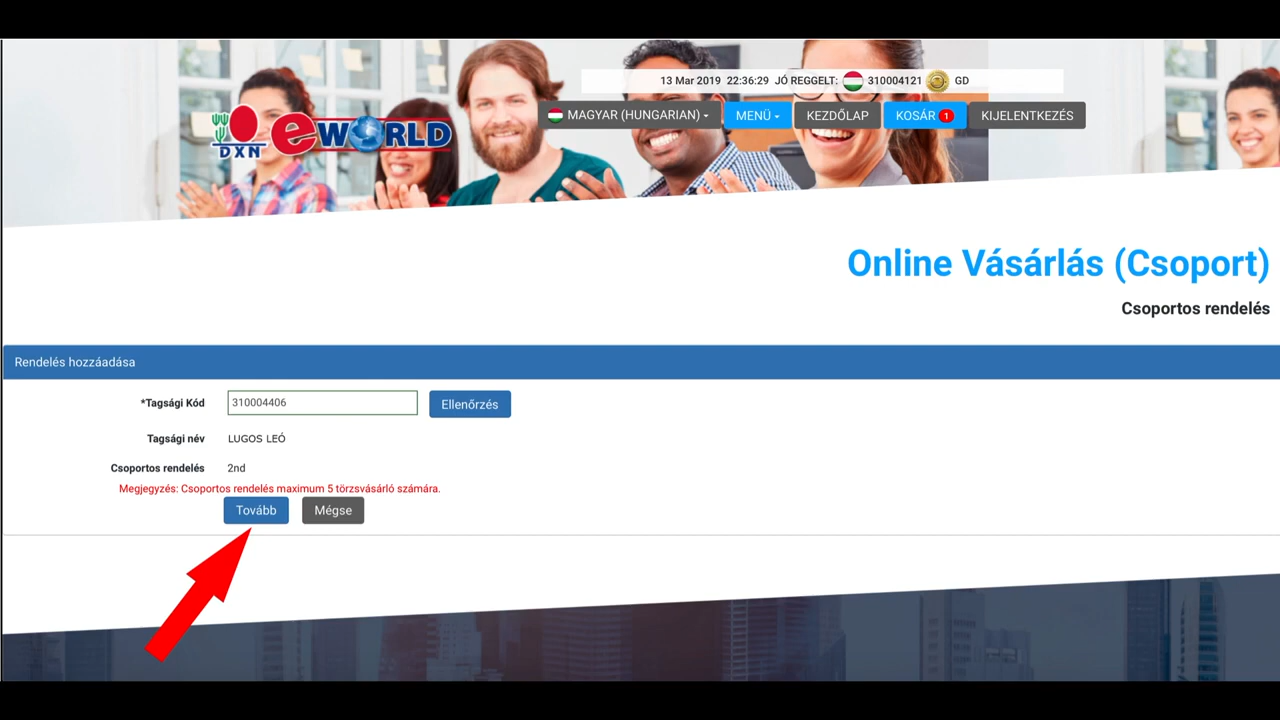 13 Mar 2019 22:36:29 JÓ REGGELT: 310004121 GD
DXN eWORLD
MAGYAR (HUNGARIAN) MENÜ KEZDŐLAP KOSÁR 1 KIJELENTKEZÉS
Online Vásárlás (Csoport)
Csoportos rendelés
Rendelés hozzáadása
*Tagsági Kód 310004406 Ellenőrzés
Tagsági név LUGOS LEÓ
Csoportos rendelés 2nd
Megjegyzés: Csoportos rendelés maximum 5 törzsvásárló számára.
Tovább Mégse